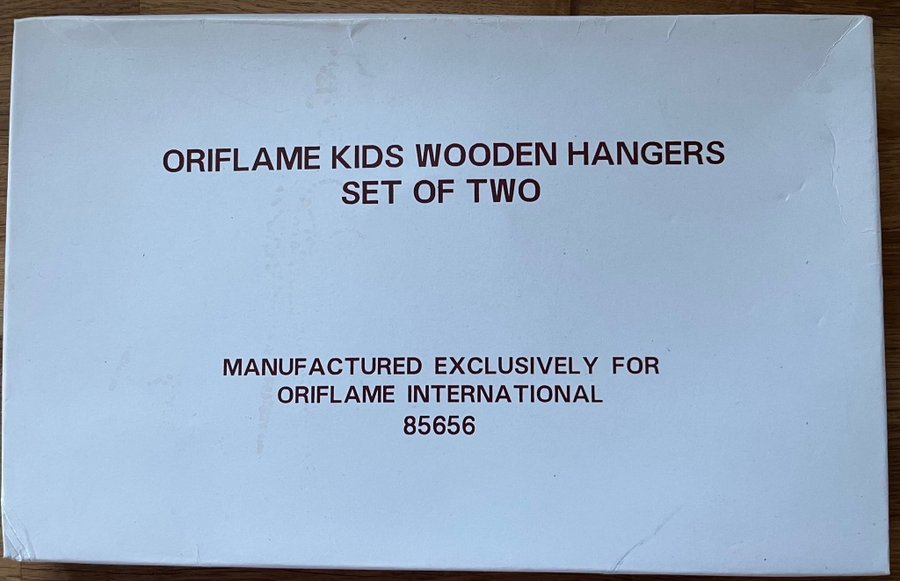 ORIFLAME KIDS WOODEN HANGERS
SET OF TWO
MANUFACTURED EXCLUSIVELY FOR
ORIFLAME INTERNATIONAL
85656